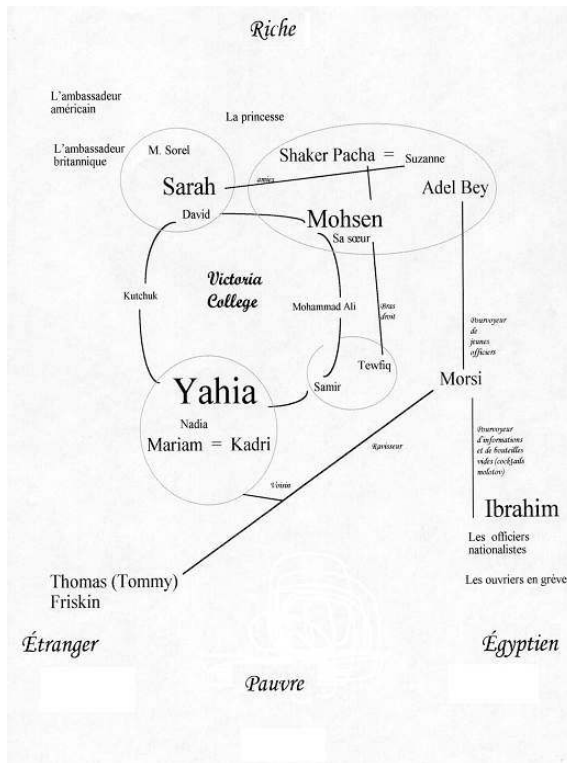 Riche
L'ambassadeur
américain
La princesse
L'ambassadeur
britannique
M. Sorel
Shaker Pacha = Suzanne
Sarah
amies
Adel Bey
David
Mohsen
Sa sœur
Victoria
College
Kutchuk
Mohammad Ali
Bras
droit
Pourvoyeur
de
jeunes
officiers
Tewfiq
Morsi
Yahia
Samir
Nadia
Mariam = Kadri
Pourvoyeur
d'informations
et de bouteilles
vides (cocktails
molotov)
Ravisseur
Voisin
Ibrahim
Les officiers
nationalistes
Thomas (Tommy)
Friskin
Les ouvriers en grève
Étranger
Égyptien
Pauvre